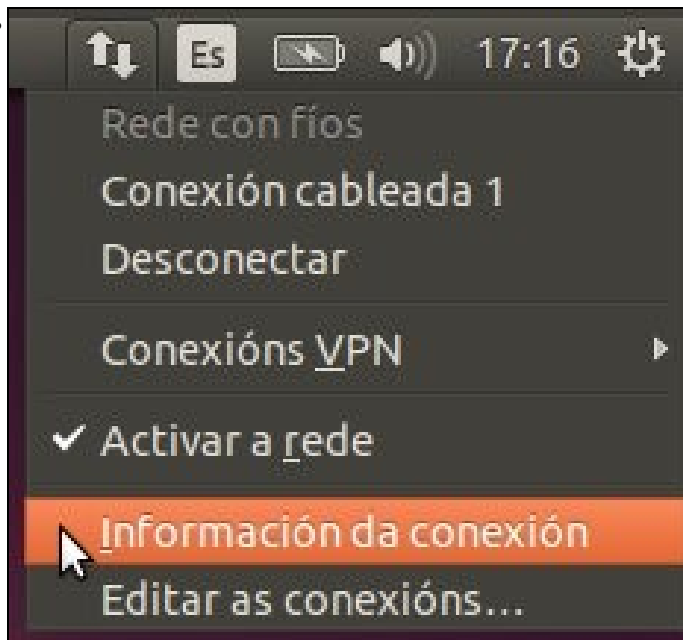 Es 17:16
Rede con fíos
Conexión cableada 1
Desconectar
Conexións VPN
Activar a rede
Información da conexión
Editar as conexións...